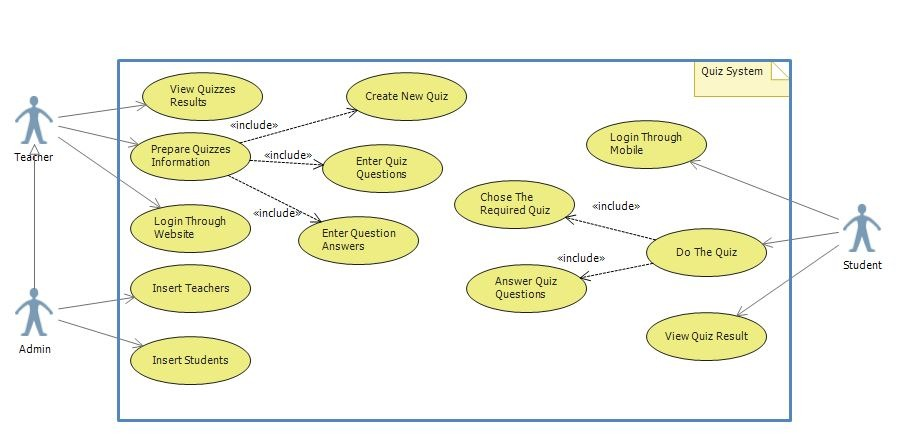 Quiz System
View Quizzes
Results
Create New Quiz
«include»
Teacher
Prepare Quizzes
Information
«include»
Enter Quiz
Questions
Login Through
Mobile
Chose The
Required Quiz
«include»
«include»
Login Through
Website
Enter Question
Answers
Do The Quiz
«include»
Student
Insert Teachers
Answer Quiz
Questions
Admin
View Quiz Result
Insert Students